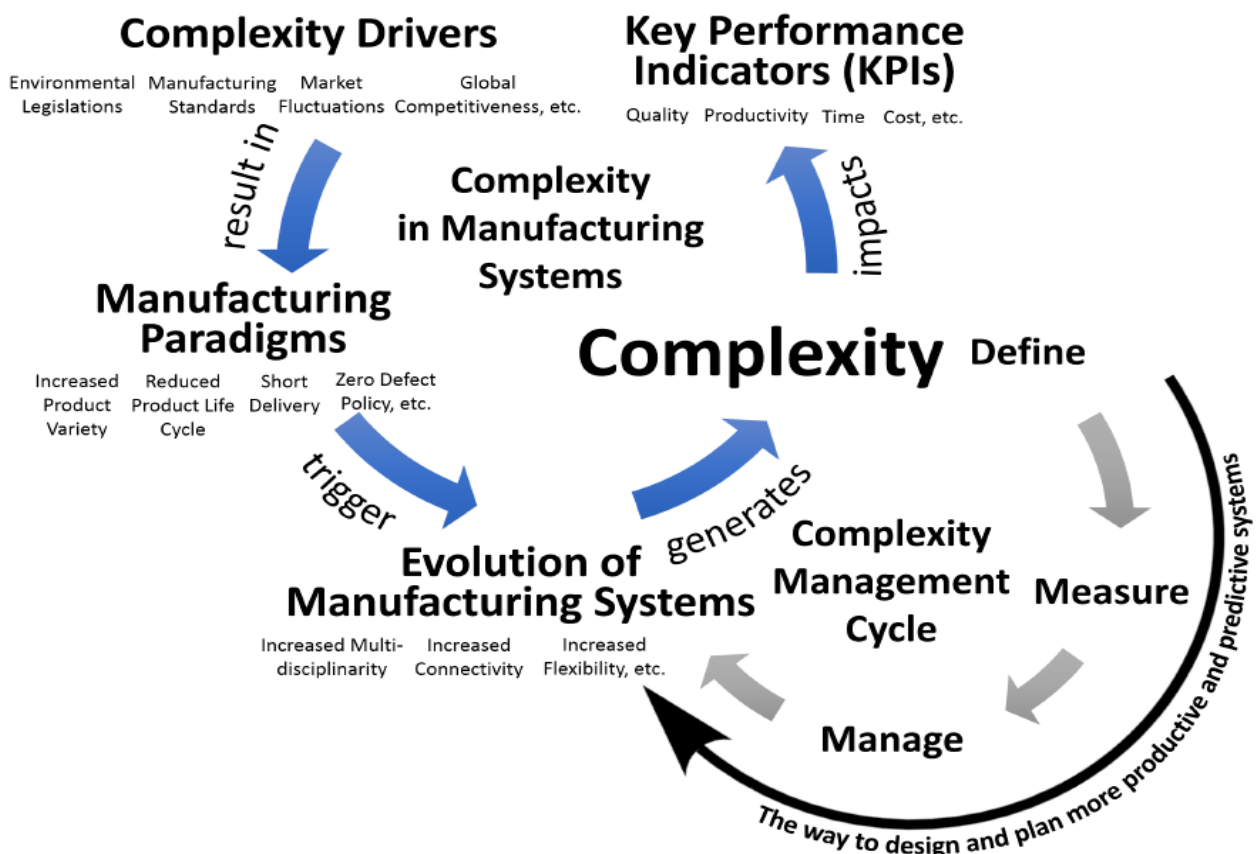 Complexity Drivers
Environmental
Legislations
Manufacturing
Standards
Market
Fluctuations
Global
Competitiveness, etc.
Key Performance
Indicators (KPIs)
Quality
Productivity
Time
Cost, etc.
result in
Complexity
in Manufacturing
Systems
impacts
Manufacturing
Paradigms
Increased
Product
Variety
Reduced
Product Life
Cycle
Short
Delivery
Zero Defect
Policy, etc.
Complexity
Define
trigger
generates
Evolution of
Manufacturing Systems
Increased Multi-
disciplinarity
Increased
Connectivity
Increased
Flexibility, etc.
Complexity
Management
Cycle
Measure
Manage
The way to design and plan more productive and predictive systems